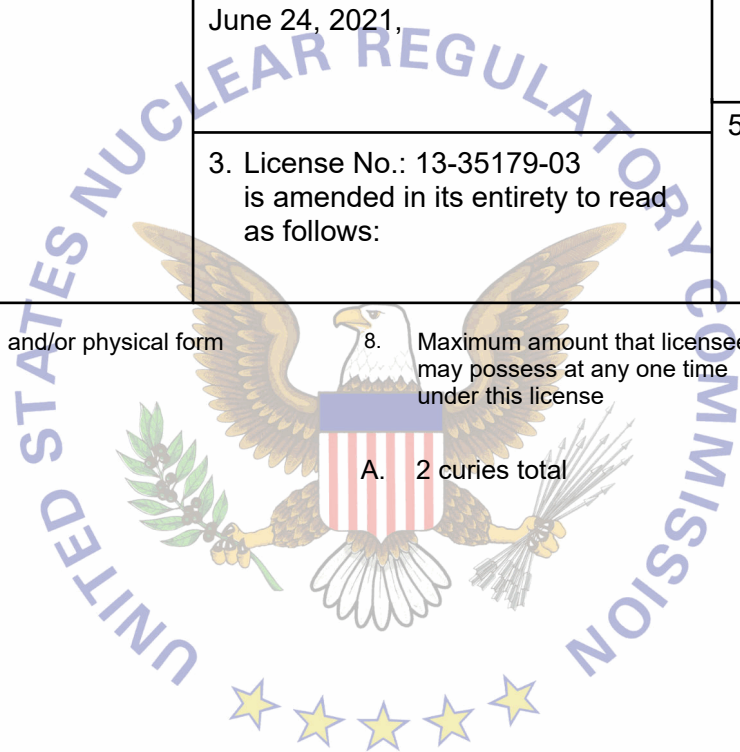 June 24, 2021,
5
3. License No.: 13-35179-03
is amended in its entirety to read
as follows:
and/or physical form
8. Maximum amount that licensee
may possess at any one time
under this license
A. 2 curies total
UNITED STATES NUCLEAR REGULATORY COMMISSION